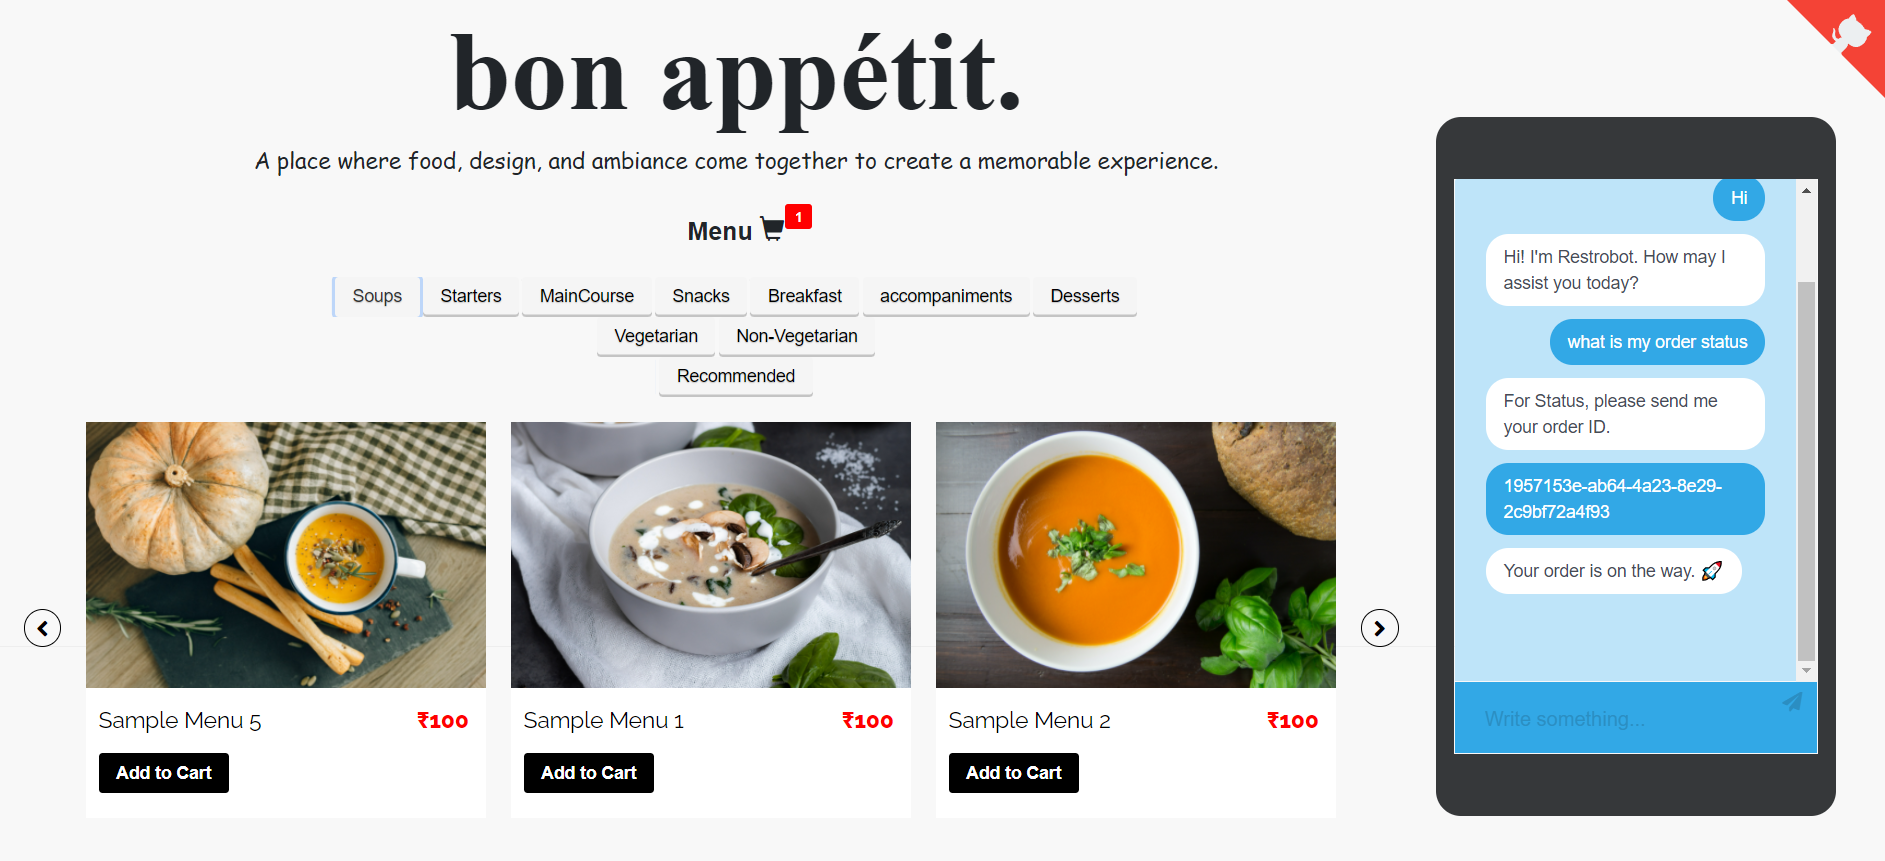 bon appétit.
A place where food, design, and ambiance come together to create a memorable experience.
Menu 1
Soups Starters MainCourse Snacks Breakfast accompaniments Desserts
Vegetarian Non-Vegetarian
Recommended
Sample Menu 5 ₹100
Add to Cart
Sample Menu 1 ₹100
Add to Cart
Sample Menu 2 ₹100
Add to Cart
Hi
Hi! I'm Restrobot. How may I
assist you today?
what is my order status
For Status, please send me
your order ID.
1957153e-ab64-4a23-8e29-
2c9bf72a4f93
Your order is on the way. 🚀
Write something...